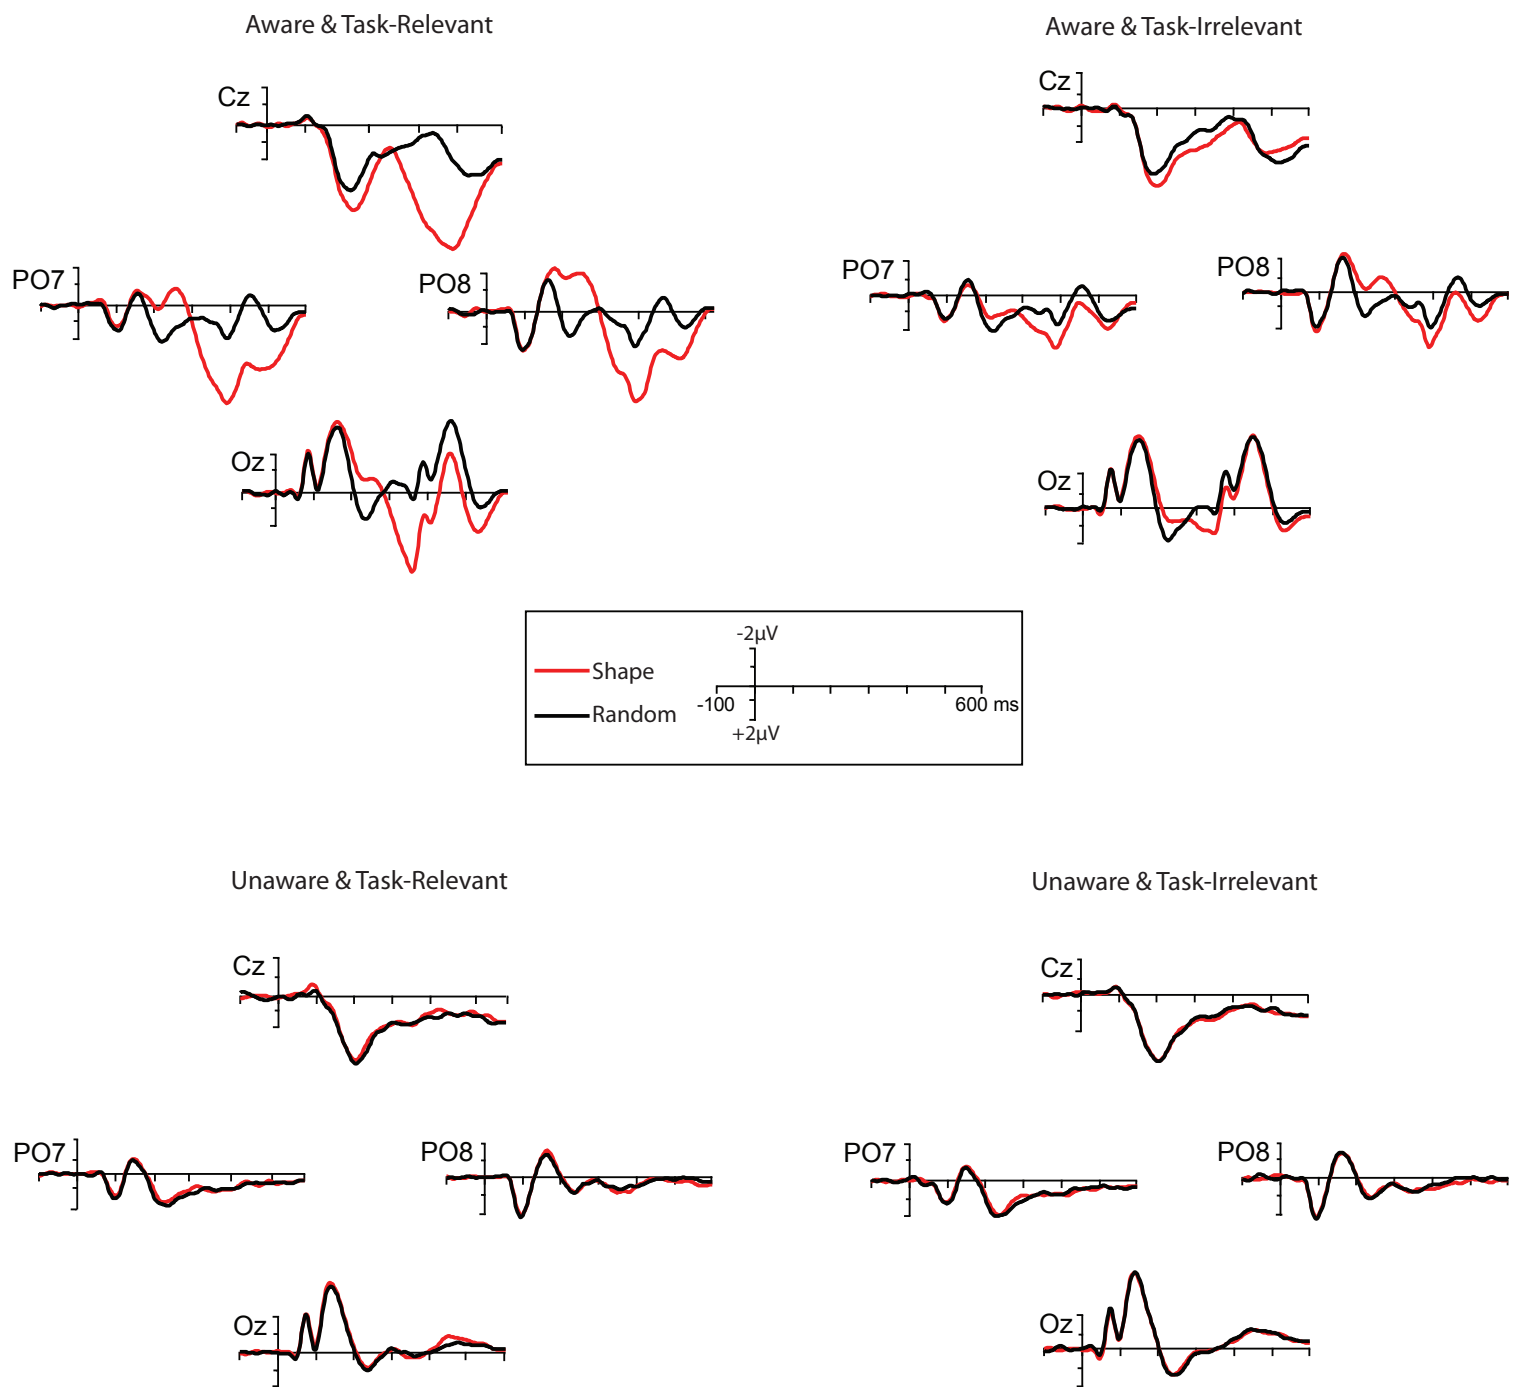 Aware & Task-Relevant
Aware & Task-Irrelevant
Cz
Cz
PO7
PO8
PO7
PO8
Oz
Oz
-2µV
Shape
-100
600 ms
Random
+2µV
Unaware & Task-Relevant
Unaware & Task-Irrelevant
Cz
Cz
PO7
PO8
PO7
PO8
Oz
Oz